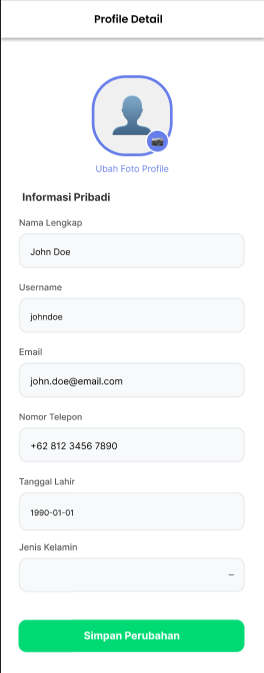 Profile Detail
Ubah Foto Profile
Informasi Pribadi
Nama Lengkap
John Doe
Username
johndoe
Email
john.doe@email.com
Nomor Telepon
+62 812 3456 7890
Tanggal Lahir
1990-01-01
Jenis Kelamin
–
Simpan Perubahan